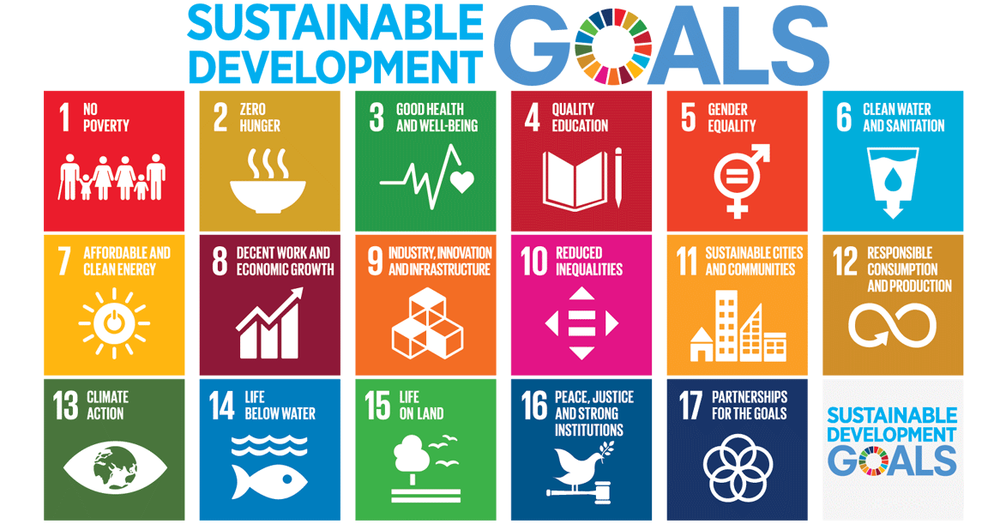 SUSTAINABLE
DEVELOPMENT
GOALS
1 NO
POVERTY
2 ZERO
HUNGER
3 GOOD HEALTH
AND WELL-BEING
4 QUALITY
EDUCATION
5 GENDER
EQUALITY
6 CLEAN WATER
AND SANITATION
7 AFFORDABLE AND
CLEAN ENERGY
8 DECENT WORK AND
ECONOMIC GROWTH
9 INDUSTRY, INNOVATION
AND INFRASTRUCTURE
10 REDUCED
INEQUALITIES
11 SUSTAINABLE CITIES
AND COMMUNITIES
12 RESPONSIBLE
CONSUMPTION
AND PRODUCTION
13 CLIMATE
ACTION
14 LIFE
BELOW WATER
15 LIFE
ON LAND
16 PEACE, JUSTICE
AND STRONG
INSTITUTIONS
17 PARTNERSHIPS
FOR THE GOALS
SUSTAINABLE
DEVELOPMENT
GOALS